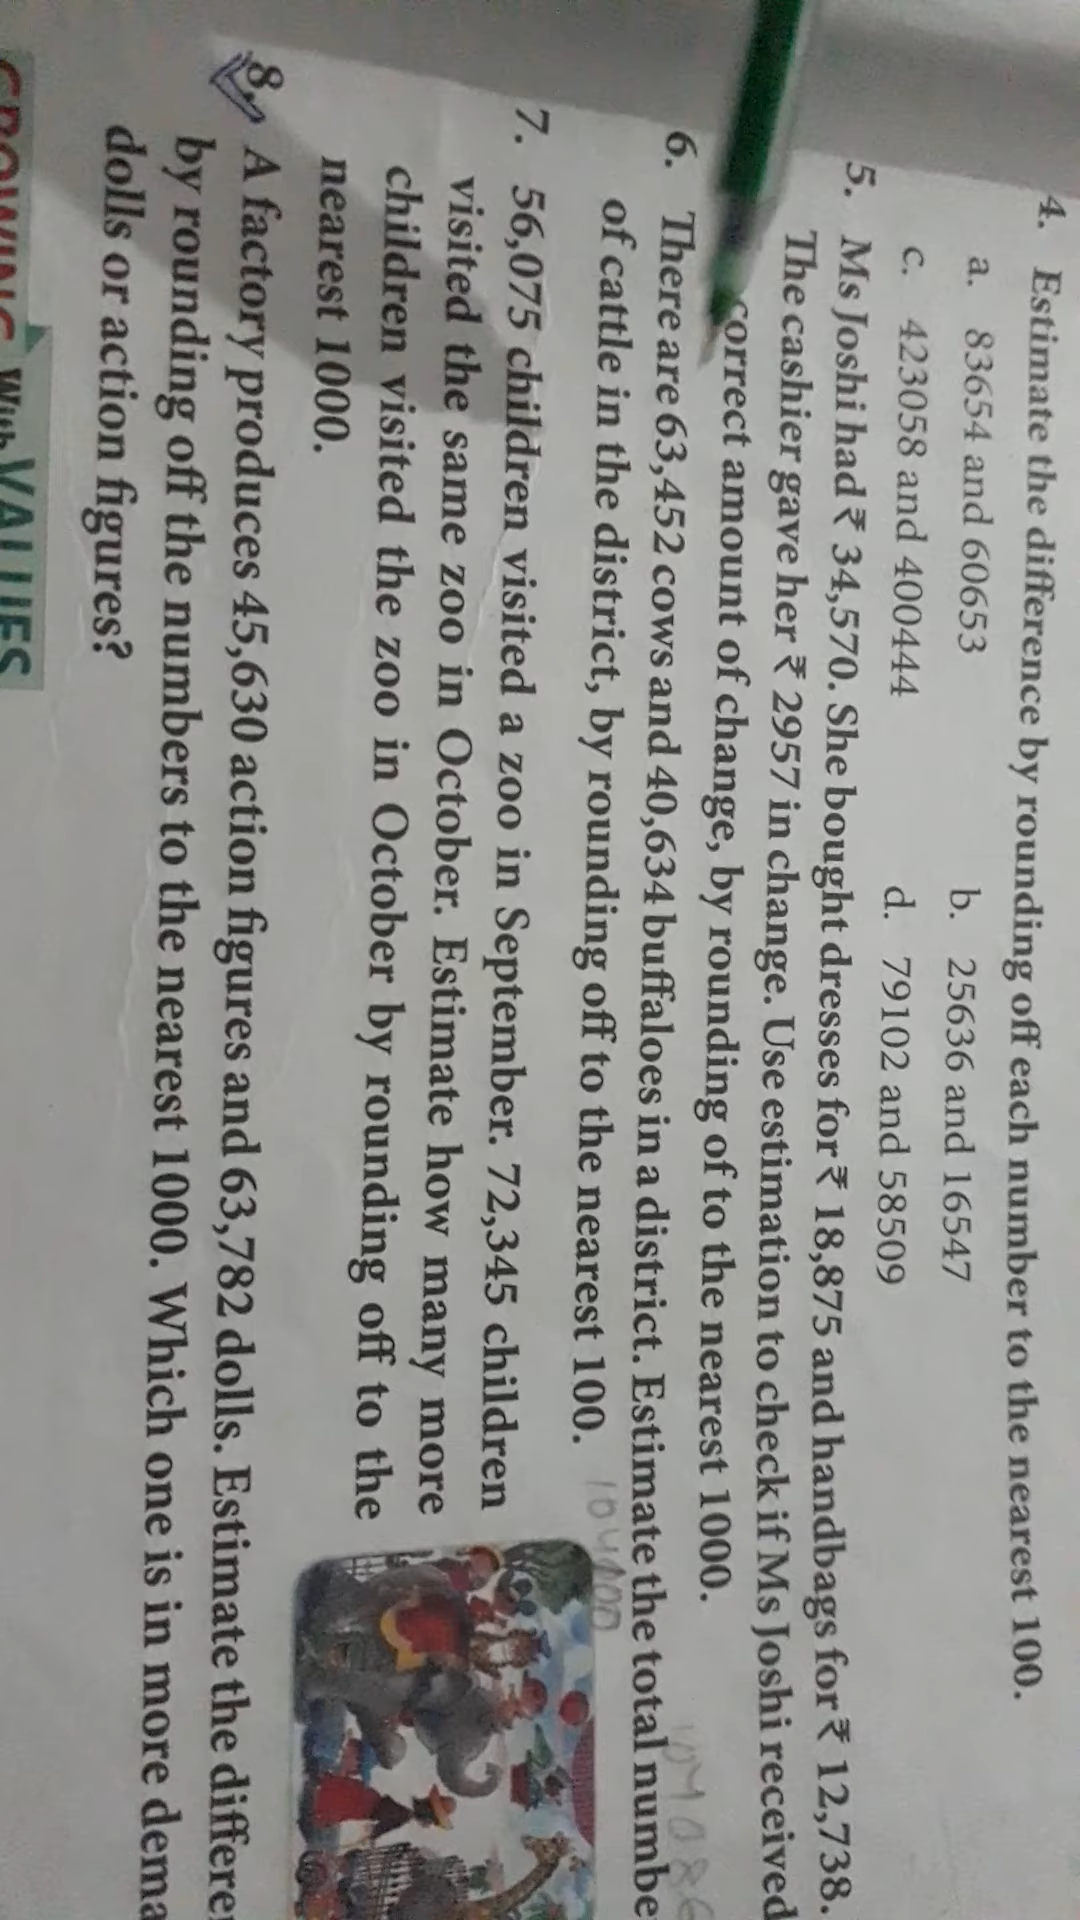 4. Estimate the difference by rounding off each number to the nearest 100.
a. 83654 and 60653 b. 25636 and 16547
c. 423058 and 400444 d. 79102 and 58509
5. Ms Joshi had ₹ 34,570. She bought dresses for ₹ 18,875 and handbags for ₹ 12,738.
The cashier gave her ₹ 2957 in change. Use estimation to check if Ms Joshi received
correct amount of change, by rounding of to the nearest 1000.
6. There are 63,452 cows and 40,634 buffaloes in a district. Estimate the total numbe
of cattle in the district, by rounding off to the nearest 100.
7. 56,075 children visited a zoo in September. 72,345 children
visited the same zoo in October. Estimate how many more
children visited the zoo in October by rounding off to the
nearest 1000.
8. A factory produces 45,630 action figures and 63,782 dolls. Estimate the differe
by rounding off the numbers to the nearest 1000. Which one is in more dema
dolls or action figures?
GROWING With VALUES